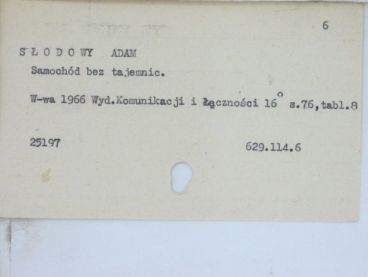 6
SŁODOWY ADAM
Samochód bez tajemnic.
W-wa 1966 Wyd.Komunikacji i Łączności 16° s.76,tabl.8
25197 629.114.6